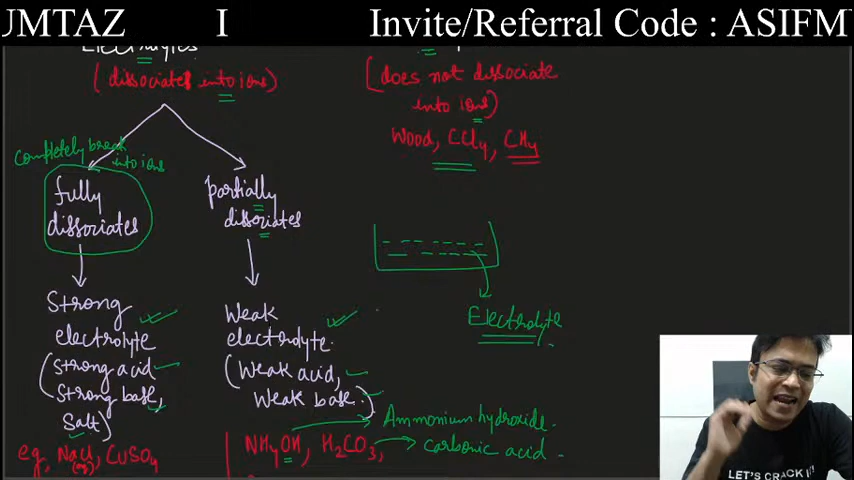 JMTAZ I Invite/Referral Code : ASIFM
Electrolytes
(dissociates into ions)
(does not dissociate
into ions)
Wood, CCl4, CH4
Completely break
into ions
fully
dissociates
partially
dissociates
Strong
electrolyte
(Strong acid
Strong base,
Salt)
eg, NaCl, CuSO4
(aq)
Weak
electrolyte.
(Weak acid,
Weak base)
NH4OH, H2CO3,
Electrolyte
Ammonium hydroxide.
carbonic acid
LET'S CRACK IT